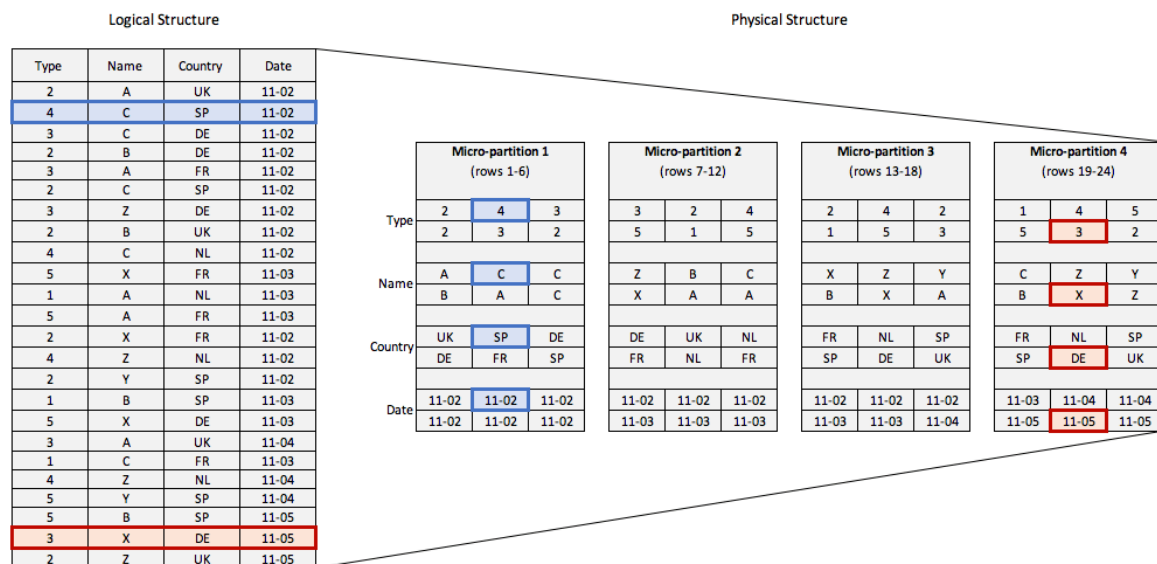 Logical Structure
Physical Structure
Type Name Country Date
2 A UK 11-02
4 C SP 11-02
3 C DE 11-02
2 B DE 11-02
3 A FR 11-02
2 C SP 11-02
3 Z DE 11-02
2 B UK 11-02
4 C NL 11-02
5 X FR 11-03
1 A NL 11-03
5 A FR 11-03
2 X FR 11-02
4 Z NL 11-02
2 Y SP 11-02
1 B SP 11-03
5 X DE 11-03
3 A UK 11-04
1 C FR 11-03
4 Z NL 11-04
5 Y SP 11-04
5 B SP 11-05
3 X DE 11-05
2 Z UK 11-05
Micro-partition 1 Micro-partition 2 Micro-partition 3 Micro-partition 4
(rows 1-6) (rows 7-12) (rows 13-18) (rows 19-24)
Type
2 4 3 3 2 4 2 4 2 1 4 5
2 3 2 5 1 5 1 5 3 5 3 2
Name
A C C Z B C X Z Y C Z Y
B A C X A A B X A B X Z
Country
UK SP DE DE UK NL FR NL SP FR NL SP
DE FR SP FR NL FR SP DE UK SP DE UK
Date
11-02 11-02 11-02 11-02 11-02 11-02 11-02 11-02 11-02 11-03 11-04 11-04
11-02 11-02 11-02 11-03 11-03 11-03 11-03 11-03 11-04 11-05 11-05 11-05